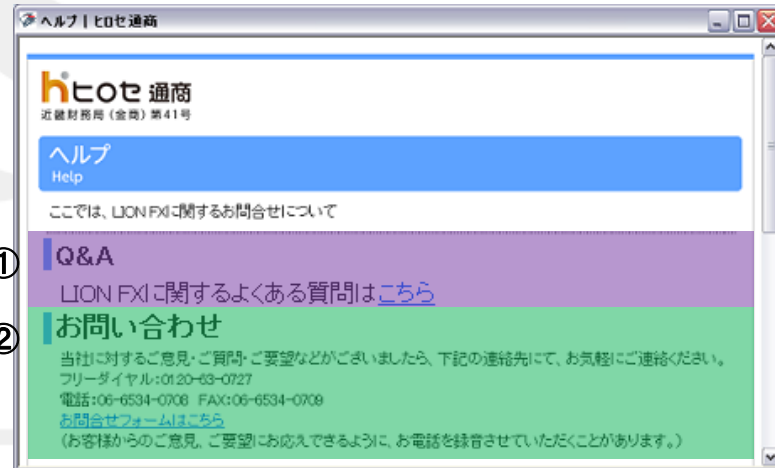 ヘルプ | ヒロセ通商
hヒロセ 通商
近畿財務局（金商）第41号
ヘルプ
Help
ここでは、LION FXに関するお問合せについて
① Q&A
LION FXに関するよくある質問はこちら
② お問い合わせ
当社に対するご意見・ご質問・ご要望などがございましたら、下記の連絡先にて、お気軽にご連絡ください。
フリーダイヤル:0120-63-0727
電話:06-6534-0708 FAX:06-6534-0709
お問合せフォームはこちら
（お客様からのご意見、ご要望にお応えできるように、お電話を録音させていただくことがあります。）